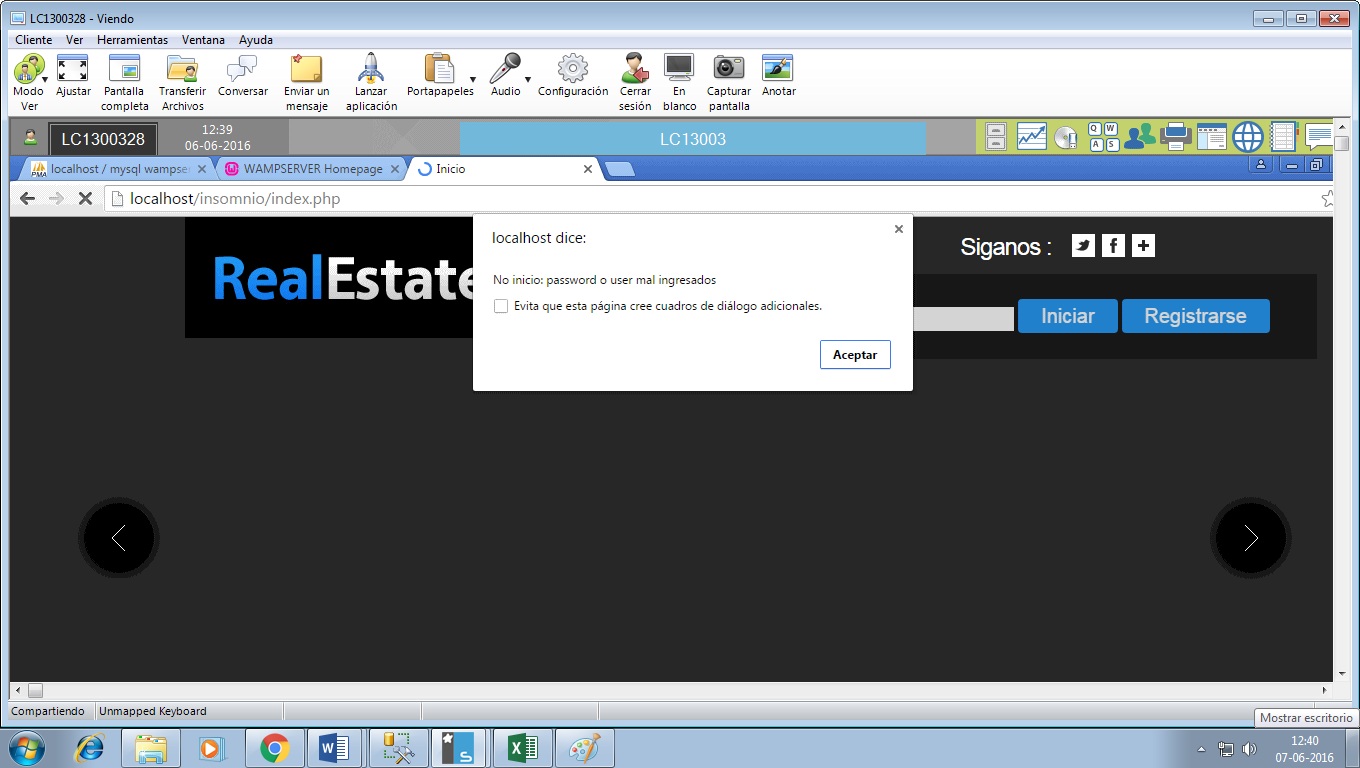 LC1300328 - Viendo
Cliente Ver Herramientas Ventana Ayuda
Modo Ver
Ajustar
Pantalla completa
Transferir Archivos
Conversar
Enviar un mensaje
Lanzar aplicación
Portapapeles
Audio
Configuración
Cerrar sesión
En blanco
Capturar pantalla
Anotar
LC1300328
12:39
06-06-2016
LC13003
Q W
A S
PMA
localhost / mysql wampse
WAMPSERVER Homepage
Inicio
localhost/insomnio/index.php
RealEstate
localhost dice:
No inicio: password o user mal ingresados
Evita que esta página cree cuadros de diálogo adicionales.
Aceptar
Siganos :
Iniciar
Registrarse
Compartiendo
Unmapped Keyboard
Mostrar escritorio
12:40
07-06-2016